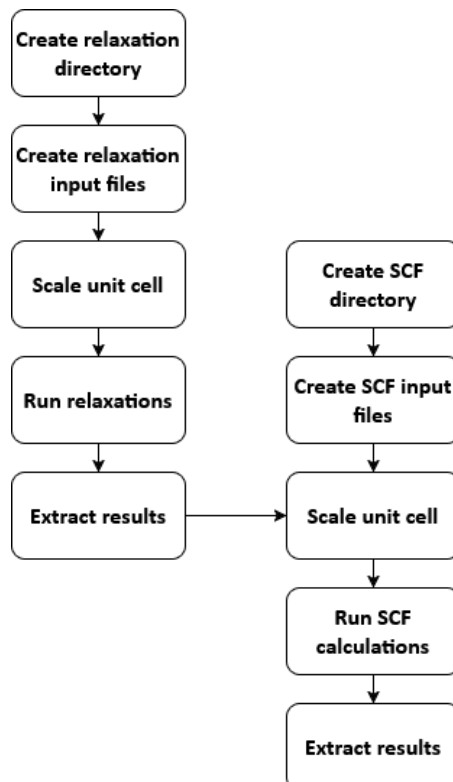 Create relaxation
directory
Create relaxation
input files
Scale unit cell
Run relaxations
Extract results
Create SCF
directory
Create SCF input
files
Scale unit cell
Run SCF
calculations
Extract results